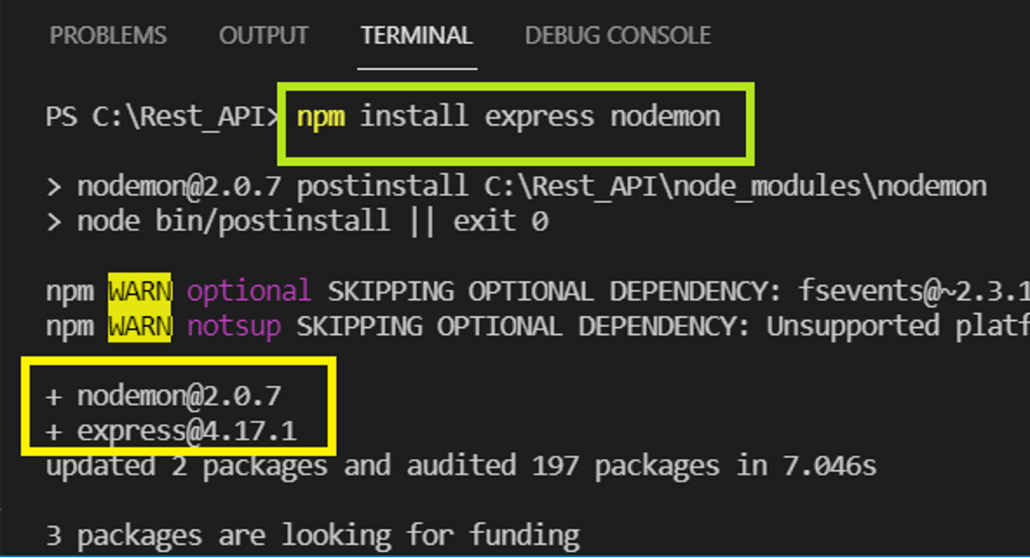 PROBLEMS OUTPUT TERMINAL DEBUG CONSOLE
PS C:\Rest_API> npm install express nodemon
> nodemon@2.0.7 postinstall C:\Rest_API\node_modules\nodemon
> node bin/postinstall || exit 0
npm WARN optional SKIPPING OPTIONAL DEPENDENCY: fsevents@~2.3.1
npm WARN notsup SKIPPING OPTIONAL DEPENDENCY: Unsupported platf
+ nodemon@2.0.7
+ express@4.17.1
updated 2 packages and audited 197 packages in 7.046s
3 packages are looking for funding